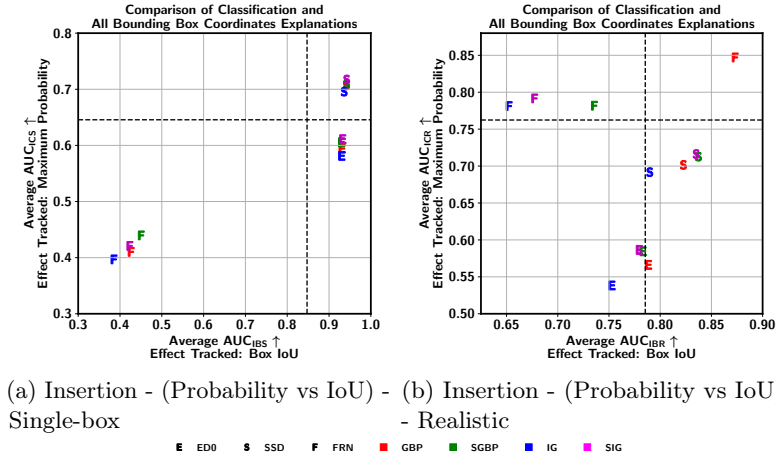 Comparison of Classification and
All Bounding Box Coordinates Explanations
Average AUC_ICS ↑
Effect Tracked: Maximum Probability
0.8
0.7
0.6
0.5
0.4
0.3
S
S
E
E
F
F
F
F
0.3 0.4 0.5 0.6 0.7 0.8 0.9 1.0
Average AUC_IBS ↑
Effect Tracked: Box IoU
Comparison of Classification and
All Bounding Box Coordinates Explanations
Average AUC_ICR ↑
Effect Tracked: Maximum Probability
0.85
0.80
0.75
0.70
0.65
0.60
0.55
0.50
F
F F F
S S S S
E E E
E
0.65 0.70 0.75 0.80 0.85 0.90
Average AUC_IBR ↑
Effect Tracked: Box IoU
(a) Insertion - (Probability vs IoU) -
Single-box
(b) Insertion - (Probability vs IoU
- Realistic
E ED0 S SSD F FRN GBP SGBP IG SIG